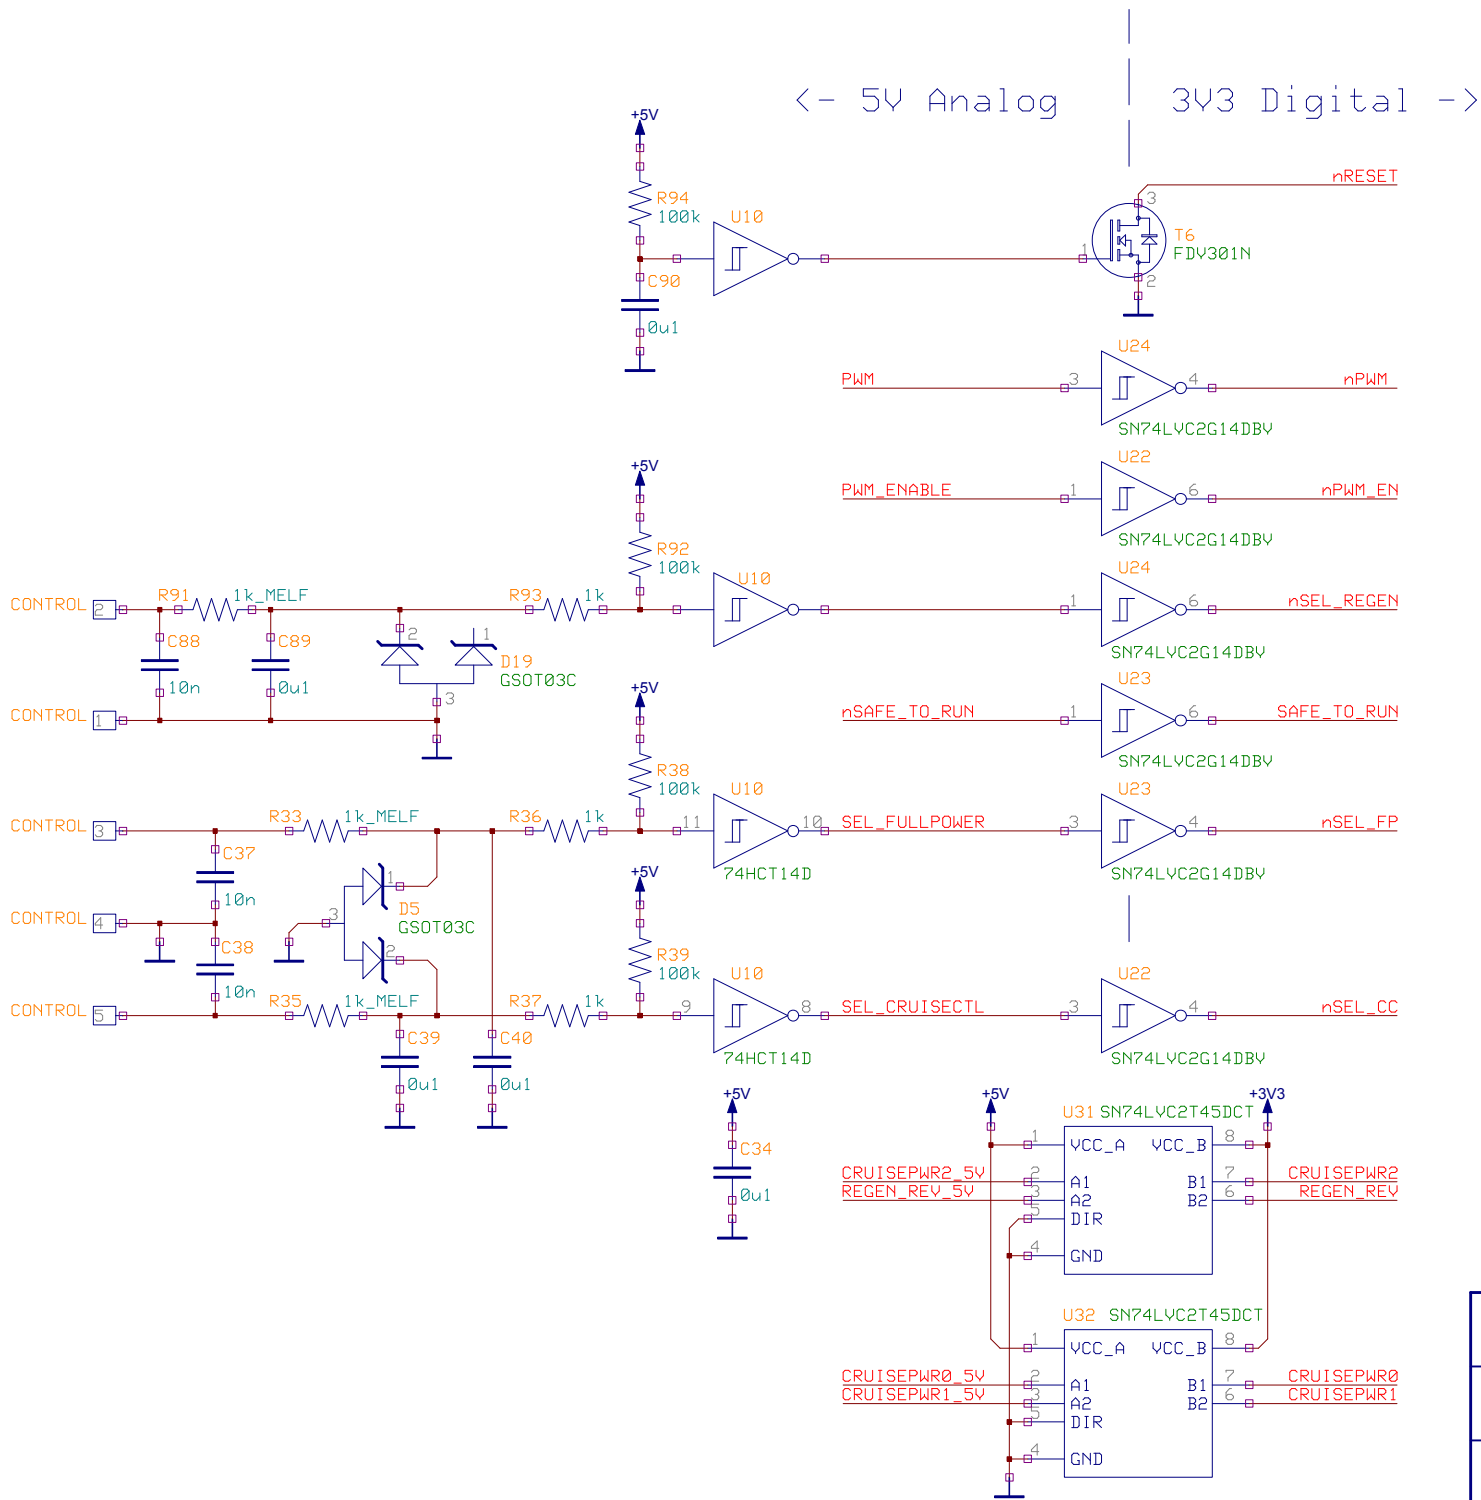 <- 5V Analog
3V3 Digital ->
+5V
R94
100k
U10
C90
0u1
nRESET
3
T6
FDV301N
1
2
U24
PWM
3
4
nPWM
SN74LVC2G14DBV
U22
PWM_ENABLE
1
6
nPWM_EN
SN74LVC2G14DBV
+5V
R92
100k
CONTROL 2
R91
1k_MELF
R93
1k
U10
U24
1
6
nSEL_REGEN
SN74LVC2G14DBV
C88
10n
C89
0u1
2
1
D19
GSOT03C
3
CONTROL 1
+5V
U23
nSAFE_TO_RUN
1
6
SAFE_TO_RUN
SN74LVC2G14DBV
R38
100k
CONTROL 3
R33
1k_MELF
R36
1k
U10
11
10
SEL_FULLPOWER
74HCT14D
U23
3
4
nSEL_FP
SN74LVC2G14DBV
C37
10n
+5V
1
D5
GSOT03C
3
2
CONTROL 4
C38
10n
R39
100k
CONTROL 5
R35
1k_MELF
R37
1k
U10
9
8
SEL_CRUISECTL
74HCT14D
U22
3
4
nSEL_CC
SN74LVC2G14DBV
C39
0u1
C40
0u1
+5V
C34
0u1
+5V
+3V3
U31 SN74LVC2T45DCT
1
VCC_A
VCC_B
8
CRUISEPWR2_5V
2
A1
B1
7
CRUISEPWR2
REGEN_REV_5V
3
A2
B2
6
REGEN_REV
5
DIR
4
GND
U32 SN74LVC2T45DCT
1
VCC_A
VCC_B
8
CRUISEPWR0_5V
2
A1
B1
7
CRUISEPWR0
CRUISEPWR1_5V
3
A2
B2
6
CRUISEPWR1
5
DIR
4
GND